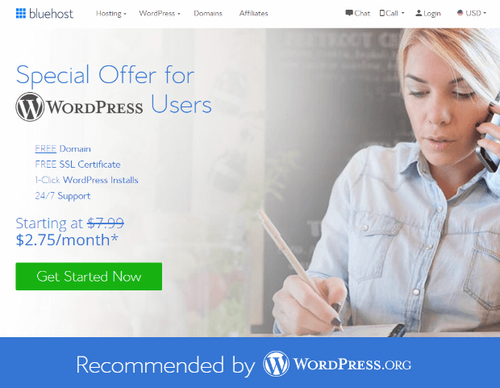 bluehost Hosting WordPress Domains Affiliates Chat Call Login USD
Special Offer for
WORDPRESS Users
FREE Domain
FREE SSL Certificate
1-Click WordPress Installs
24/7 Support
Starting at $7.99
$2.75/month*
Get Started Now
Recommended by WORDPRESS.ORG